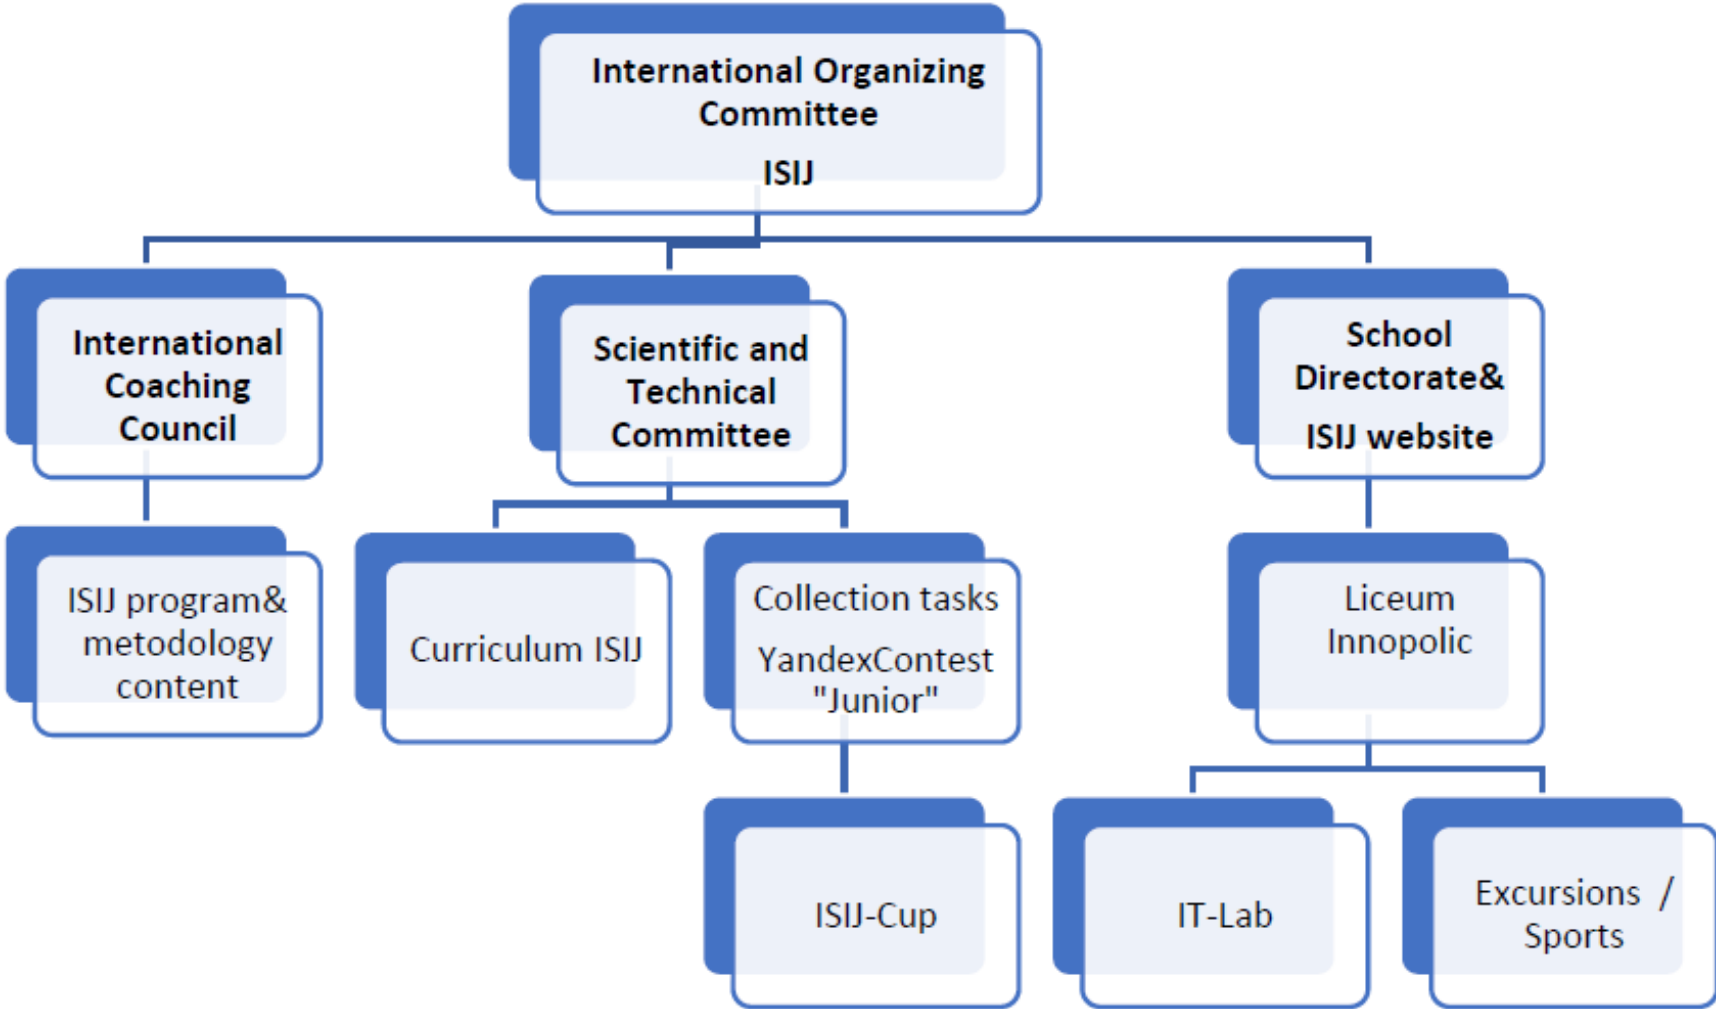 International Organizing
Committee
ISIJ
International
Coaching
Council
Scientific and
Technical
Committee
School
Directorate&
ISIJ website
ISIJ program&
metodology
content
Curriculum ISIJ
Collection tasks
YandexContest
"Junior"
Liceum
Innopolic
ISIJ-Cup
IT-Lab
Excursions /
Sports